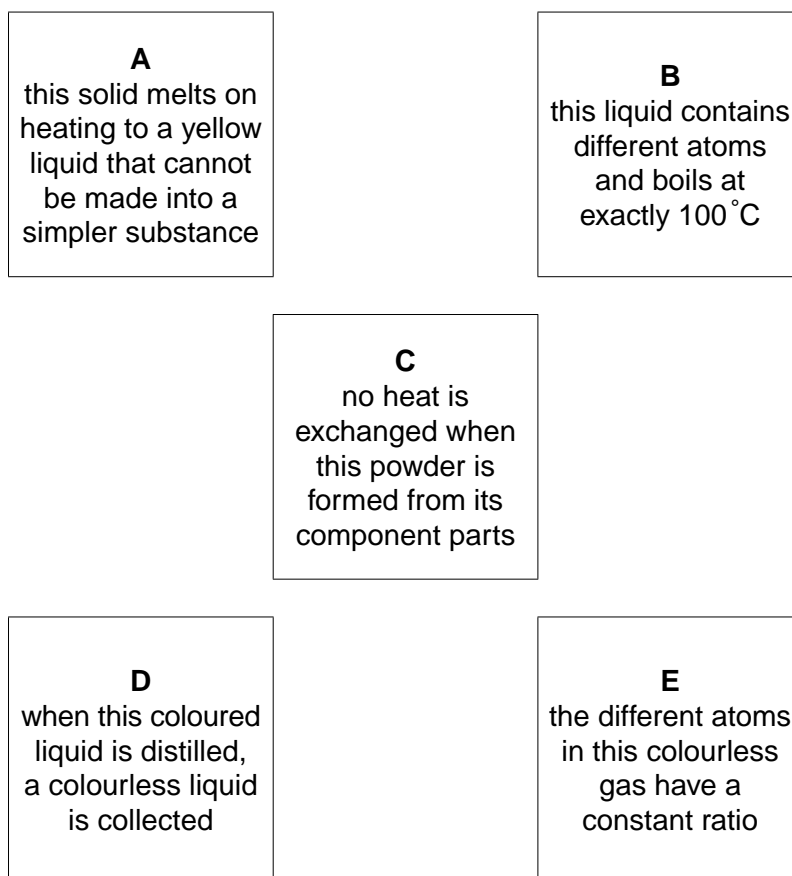 A
this solid melts on
heating to a yellow
liquid that cannot
be made into a
simpler substance
B
this liquid contains
different atoms
and boils at
exactly 100°C
C
no heat is
exchanged when
this powder is
formed from its
component parts
D
when this coloured
liquid is distilled,
a colourless liquid
is collected
E
the different atoms
in this colourless
gas have a
constant ratio